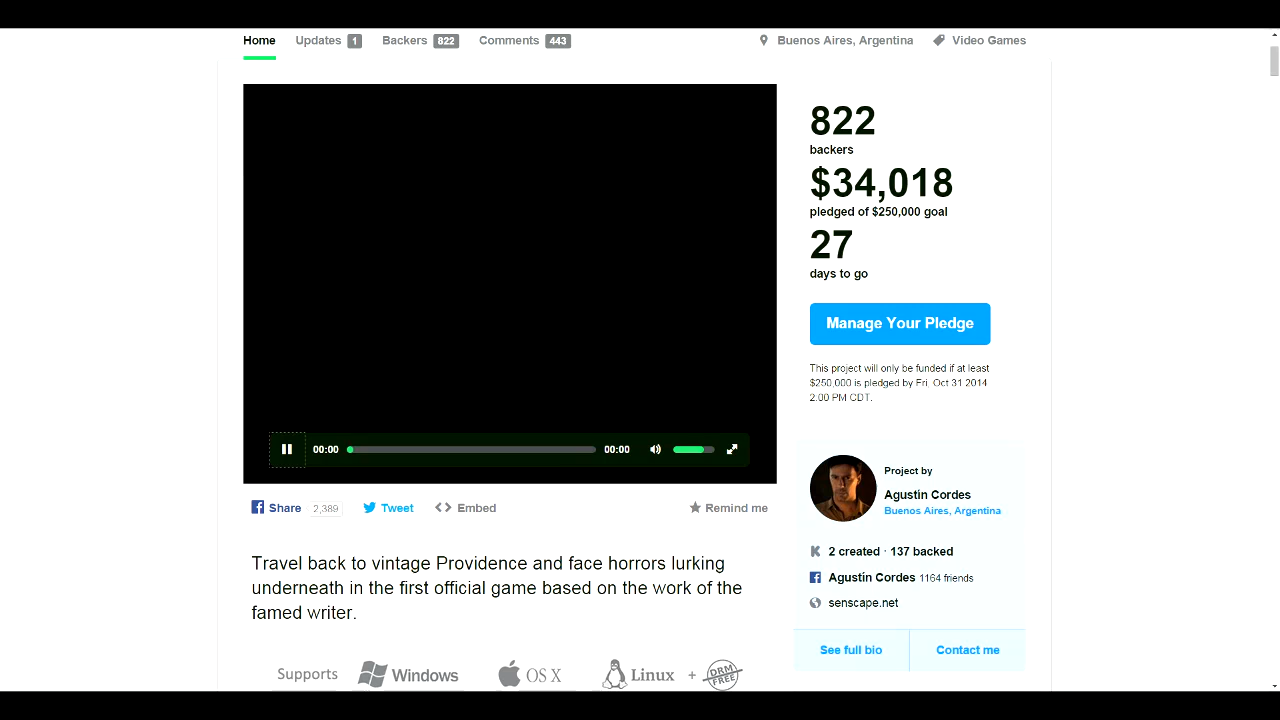 Home Updates 1 Backers 822 Comments 443 Buenos Aires, Argentina Video Games
822
backers
$34,018
pledged of $250,000 goal
27
days to go
Manage Your Pledge
This project will only be funded if at least
$250,000 is pledged by Fri, Oct 31 2014
2:00 PM CDT.
00:00 00:00
Share 2,389 Tweet Embed Remind me
Project by
Agustín Cordes
Buenos Aires, Argentina
2 created · 137 backed
Agustín Cordes 1164 friends
senscape.net
See full bio Contact me
Travel back to vintage Providence and face horrors lurking
underneath in the first official game based on the work of the
famed writer.
Supports Windows OS X Linux + DRM FREE